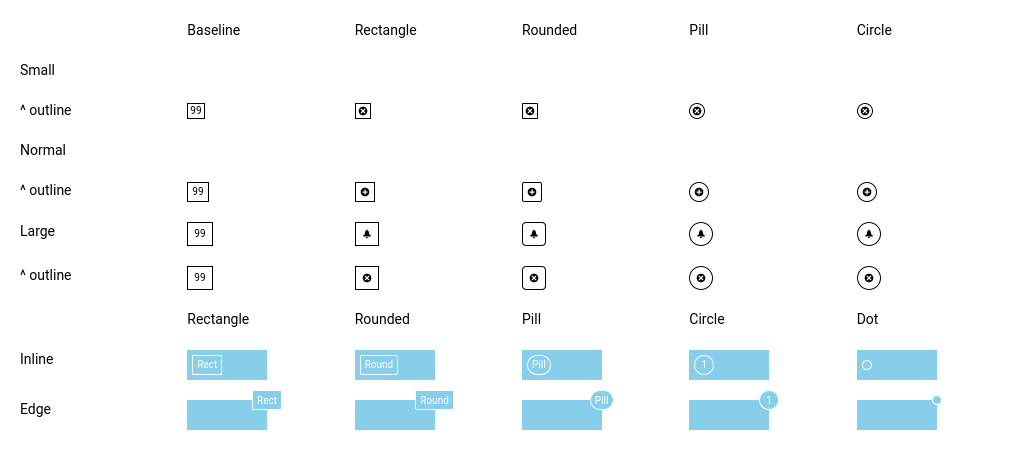 Baseline Rectangle Rounded Pill Circle
Small
^ outline 99
Normal
^ outline 99
Large 99
^ outline 99
Rectangle Rounded Pill Circle Dot
Inline Rect Round Pill 1
Edge Rect Round Pill 1